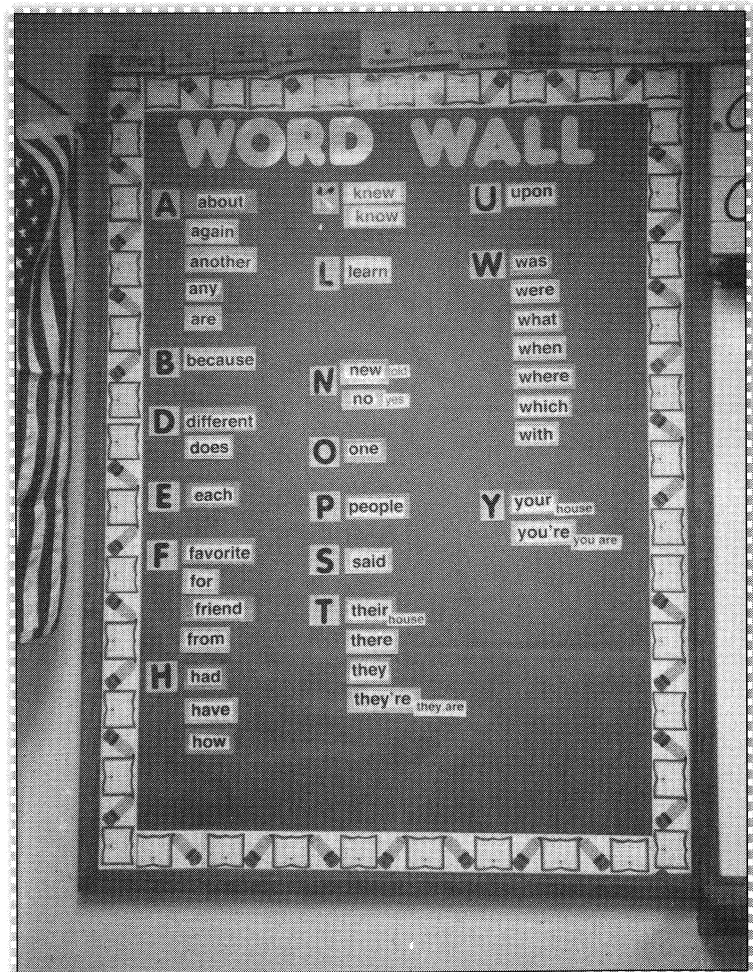 WORD WALL
A about
again
another
any
are
B because
D different
does
E each
F favorite
for
friend
from
H had
have
how
K knew
know
L learn
N new old
no yes
O one
P people
S said
T their house
there
they
they're they are
U upon
W was
were
what
when
where
which
with
Y your house
you're you are